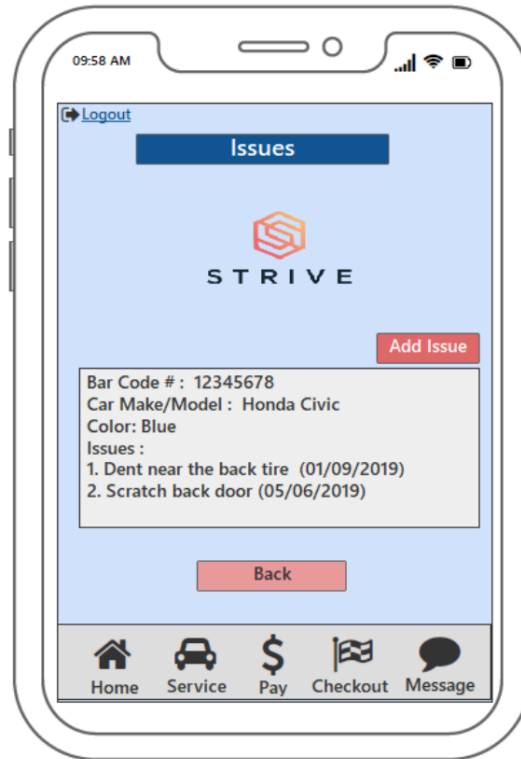 09:58 AM
Logout
Issues
STRIVE
Add Issue
Bar Code # : 12345678
Car Make/Model : Honda Civic
Color: Blue
Issues :
1. Dent near the back tire (01/09/2019)
2. Scratch back door (05/06/2019)
Back
Home Service Pay Checkout Message